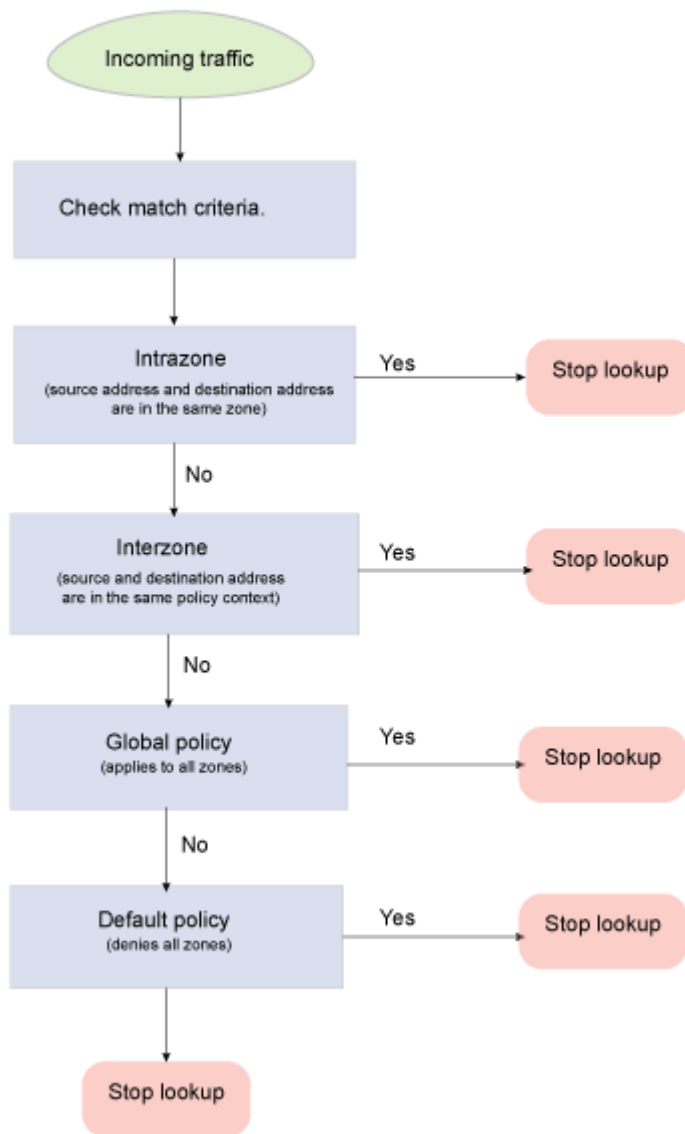 Incoming traffic
Check match criteria.
Intrazone
(source address and destination address
are in the same zone)
Yes
Stop lookup
No
Interzone
(source and destination address
are in the same policy context)
Yes
Stop lookup
No
Global policy
(applies to all zones)
Yes
Stop lookup
No
Default policy
(denies all zones)
Yes
Stop lookup
Stop lookup